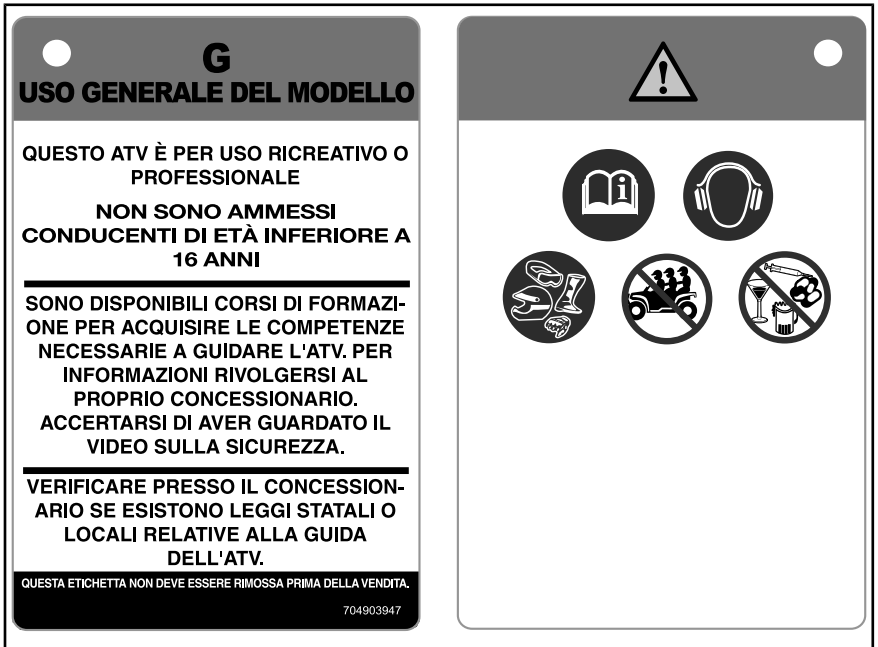 G
USO GENERALE DEL MODELLO
QUESTO ATV È PER USO RICREATIVO O
PROFESSIONALE
NON SONO AMMESSI
CONDUCENTI DI ETÀ INFERIORE A
16 ANNI
SONO DISPONIBILI CORSI DI FORMAZI-
ONE PER ACQUISIRE LE COMPETENZE
NECESSARIE A GUIDARE L'ATV. PER
INFORMAZIONI RIVOLGERSI AL
PROPRIO CONCESSIONARIO.
ACCERTARSI DI AVER GUARDATO IL
VIDEO SULLA SICUREZZA.
VERIFICARE PRESSO IL CONCESSION-
ARIO SE ESISTONO LEGGI STATALI O
LOCALI RELATIVE ALLA GUIDA
DELL'ATV.
QUESTA ETICHETTA NON DEVE ESSERE RIMOSSA PRIMA DELLA VENDITA.
704903947